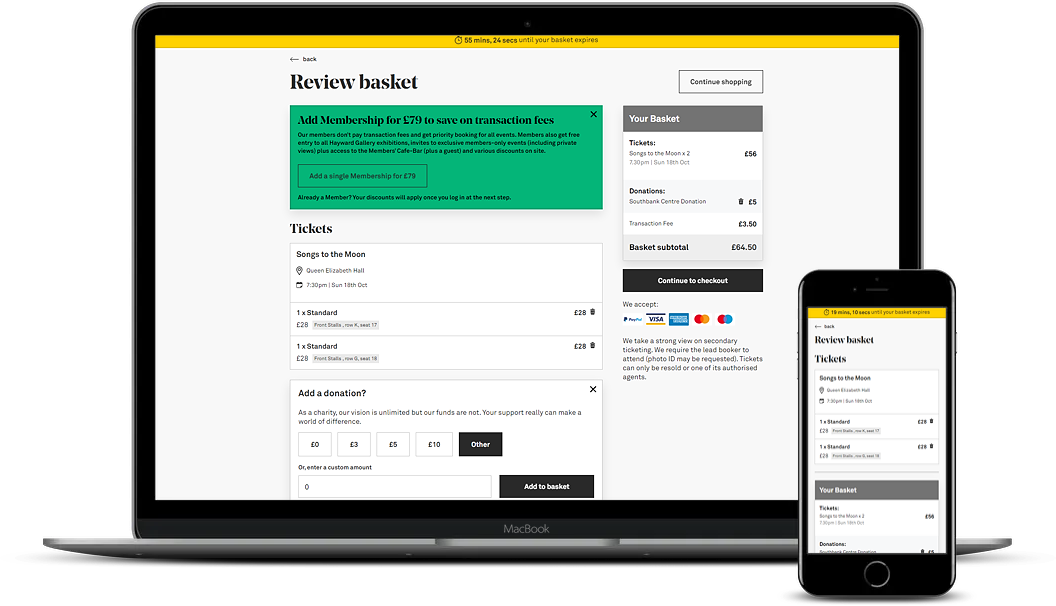 55 mins, 24 secs until your basket expires
← back
Review basket
Continue shopping
Add Membership for £79 to save on transaction fees
Our members don't pay transaction fees and get priority booking for all events. Members also get free
entry to all Hayward Gallery exhibitions, invites to exclusive members-only events (including private
views) plus access to the Members' Cafe-Bar (plus a guest) and various discounts on site.
Add a single Membership for £79
Already a Member? Your discounts will apply once you log in at the next step.
Tickets
Songs to the Moon
Queen Elizabeth Hall
7:30pm | Sun 18th Oct
1 x Standard £28
£28 Front Stalls , row K, seat 17
1 x Standard £28
£28 Front Stalls , row G, seat 18
Add a donation?
As a charity, our vision is unlimited but our funds are not. Your support really can make a
world of difference.
£0 £3 £5 £10 Other
Or, enter a custom amount
0 Add to basket
Your Basket
Tickets:
Songs to the Moon x 2 £56
7.30pm | Sun 18th Oct
Donations:
Southbank Centre Donation £5
Transaction Fee £3.50
Basket subtotal £64.50
Continue to checkout
We accept:
PayPal VISA
We take a strong view on secondary
ticketing. We require the lead booker to
attend (photo ID may be requested). Tickets
can only be resold or one of its authorised
agents.
MacBook
19 mins, 10 secs until your basket expires
← back
Review basket
Tickets
Songs to the Moon
Queen Elizabeth Hall
7:30pm | Sun 18th Oct
1 x Standard £28
£28 Front Stalls , row K, seat 17
1 x Standard £28
£28 Front Stalls , row G, seat 18
Your Basket
Tickets:
Songs to the Moon x 2 £56
7:30pm | Sun 18th Oct
Donations:
Southbank Centre Donation £5